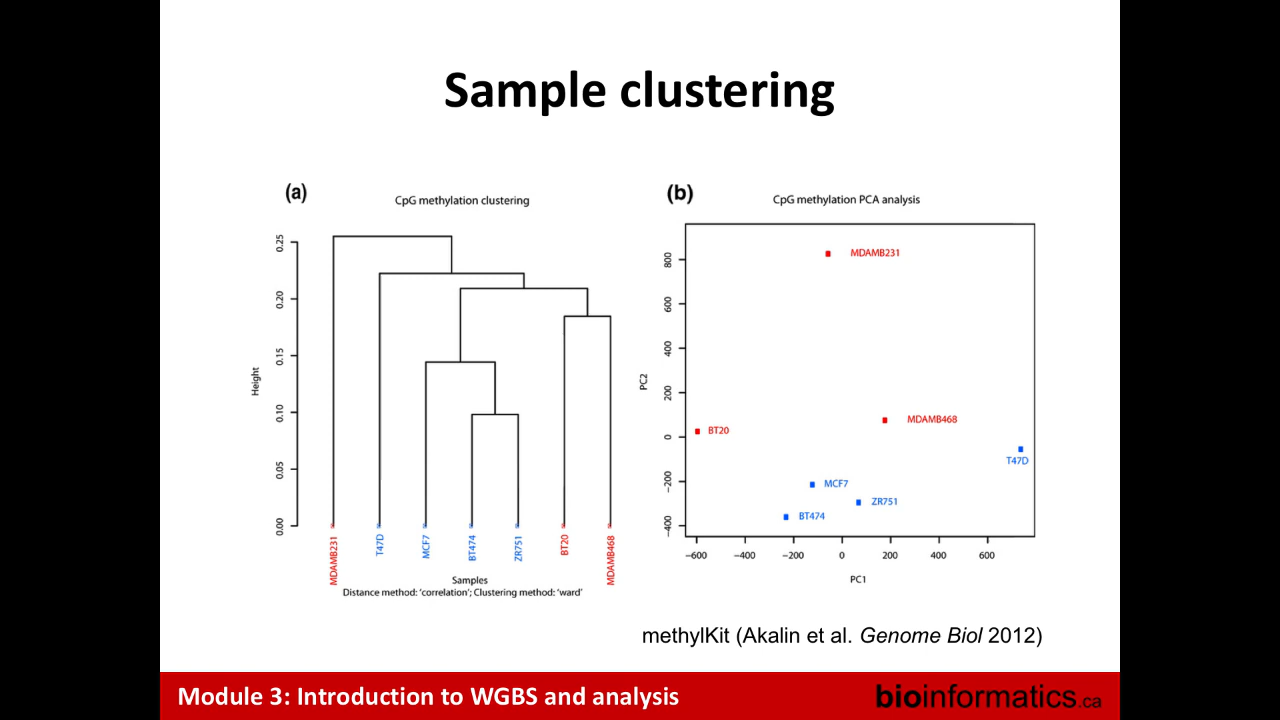 Sample clustering
(a)
CpG methylation clustering
Height
0.25
0.20
0.15
0.10
0.05
0.00
MDAMB231
T47D
MCF7
BT474
ZR751
BT20
MDAMB468
Samples
Distance method: 'correlation'; Clustering method: 'ward'
(b)
CpG methylation PCA analysis
PC2
800
600
400
200
0
−200
−400
MDAMB231
MDAMB468
BT20
T47D
MCF7
ZR751
BT474
−600 −400 −200 0 200 400 600
PC1
methylKit (Akalin et al. Genome Biol 2012)
Module 3: Introduction to WGBS and analysis
bioinformatics.ca